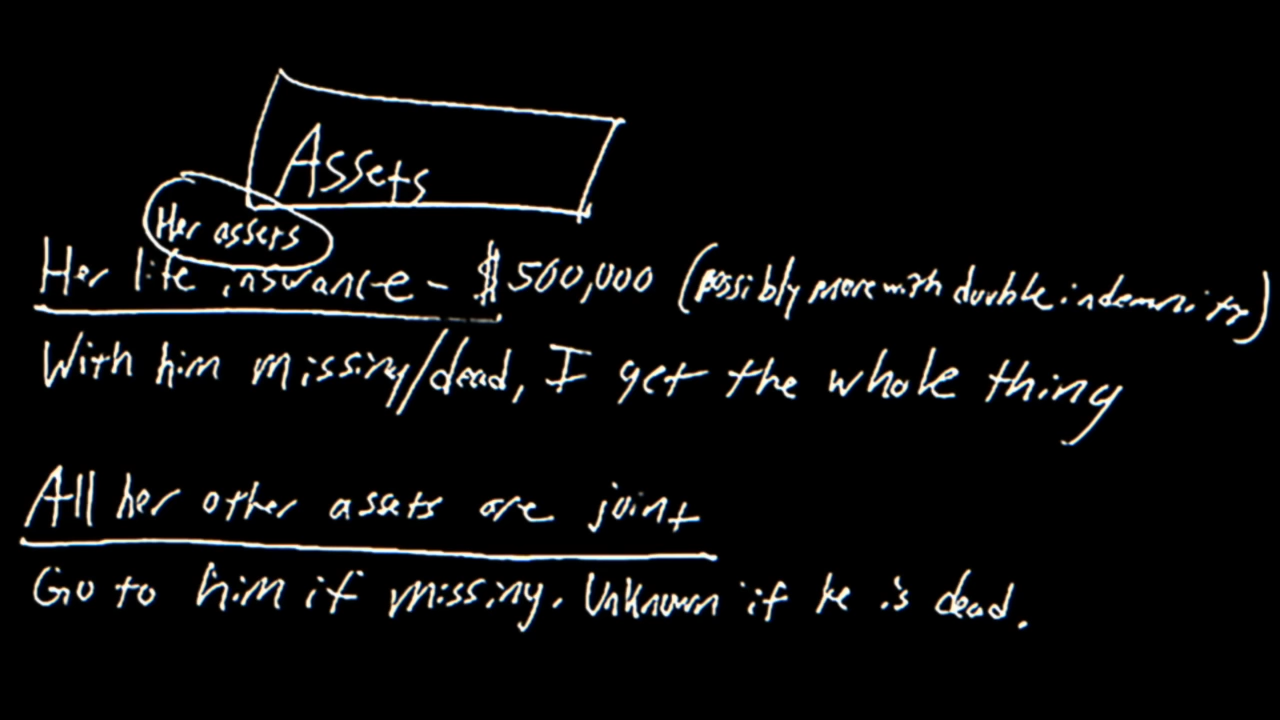 Assets
Her assets
Her life insurance - $500,000 (possibly more with double indemnity)
With him missing/dead, I get the whole thing
All her other assets are joint
Go to him if missing. Unknown if he is dead.